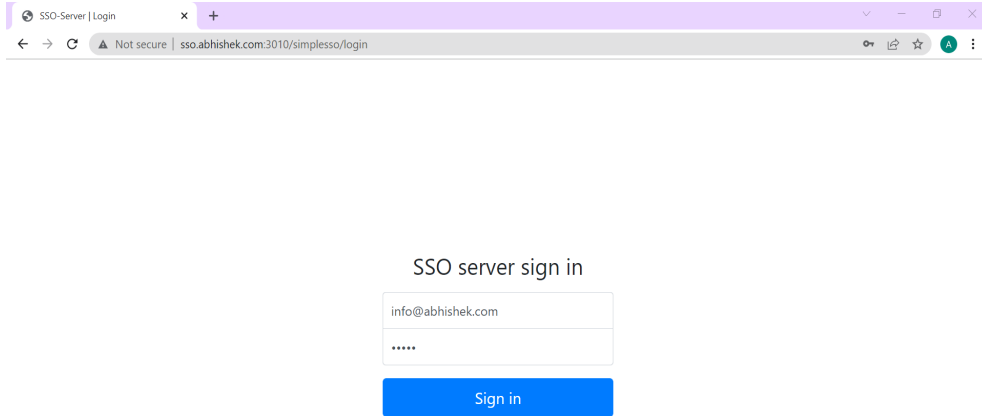 SSO-Server | Login
Not secure | sso.abhishek.com:3010/simplesso/login
A
SSO server sign in
info@abhishek.com
•••••
Sign in